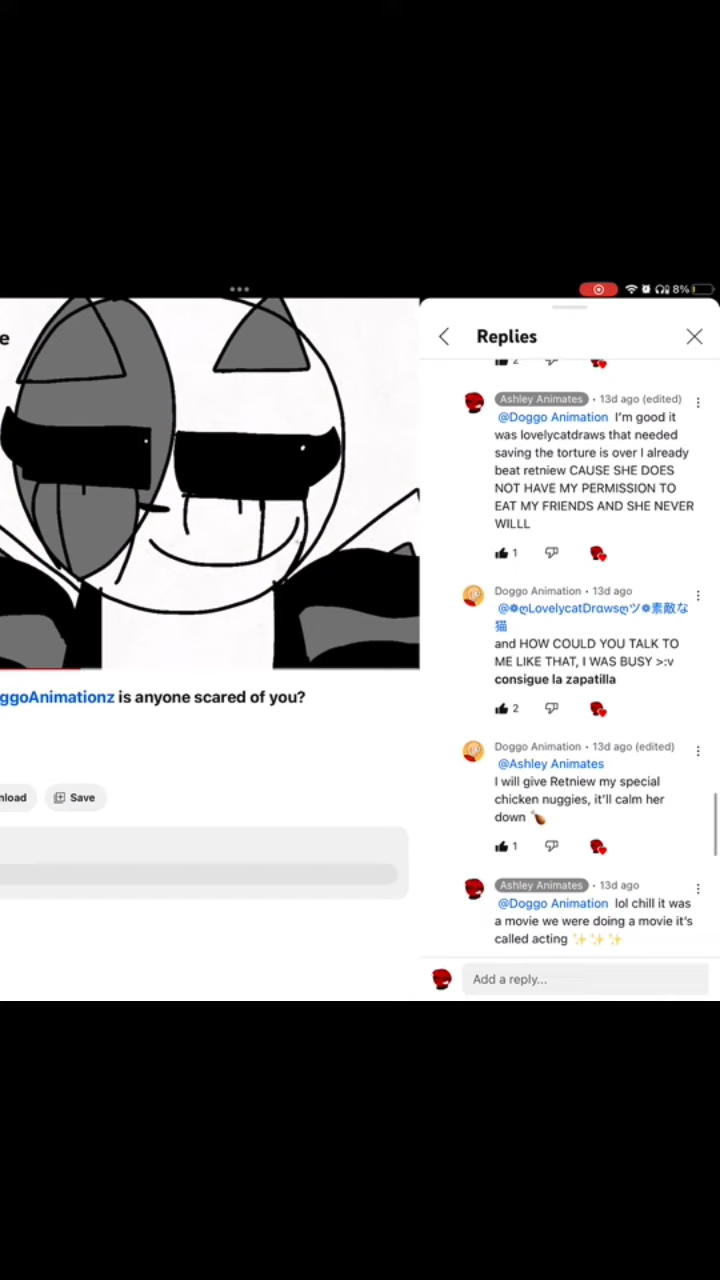 8%
e
Replies
2
Ashley Animates • 13d ago (edited)
@Doggo Animation I'm good it
was lovelycatdraws that needed
saving the torture is over I already
beat retniew CAUSE SHE DOES
NOT HAVE MY PERMISSION TO
EAT MY FRIENDS AND SHE NEVER
WILLL
1
Doggo Animation • 13d ago
@❁ღLovelycatDrawsღツ❁素敵な
猫
and HOW COULD YOU TALK TO
ME LIKE THAT, I WAS BUSY >:v
consigue la zapatilla
2
ggoAnimationz is anyone scared of you?
Doggo Animation • 13d ago (edited)
@Ashley Animates
I will give Retniew my special
chicken nuggies, it'll calm her
down 🍗
1
nload
Save
Ashley Animates • 13d ago
@Doggo Animation lol chill it was
a movie we were doing a movie it's
called acting ✨✨✨
Add a reply...